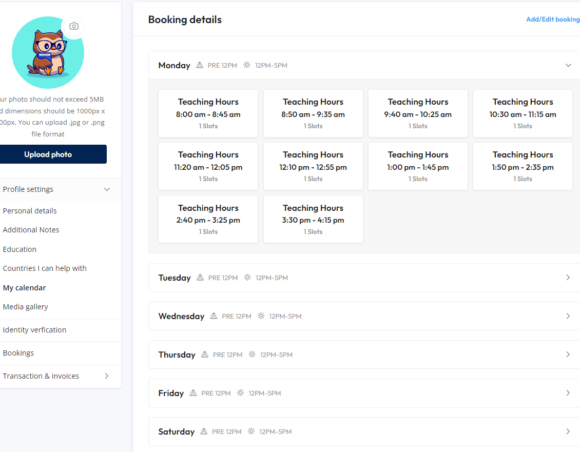 Your photo should not exceed 5MB
dimensions should be 1000px x
You can upload .jpg or .png
file format
Upload photo
Profile settings
Personal details
Additional Notes
Education
Countries I can help with
My calendar
Media gallery
Identity verfication
Bookings
Transaction & invoices
Booking details
Add/Edit booking
Monday PRE 12PM 12PM-5PM
Teaching Hours
8:00 am - 8:45 am
1 Slots
Teaching Hours
8:50 am - 9:35 am
1 Slots
Teaching Hours
9:40 am - 10:25 am
1 Slots
Teaching Hours
10:30 am - 11:15 am
1 Slots
Teaching Hours
11:20 am - 12:05 pm
1 Slots
Teaching Hours
12:10 pm - 12:55 pm
1 Slots
Teaching Hours
1:00 pm - 1:45 pm
1 Slots
Teaching Hours
1:50 pm - 2:35 pm
1 Slots
Teaching Hours
2:40 pm - 3:25 pm
1 Slots
Teaching Hours
3:30 pm - 4:15 pm
1 Slots
Tuesday PRE 12PM 12PM-5PM
Wednesday PRE 12PM 12PM-5PM
Thursday PRE 12PM 12PM-5PM
Friday PRE 12PM 12PM-5PM
Saturday PRE 12PM 12PM-5PM